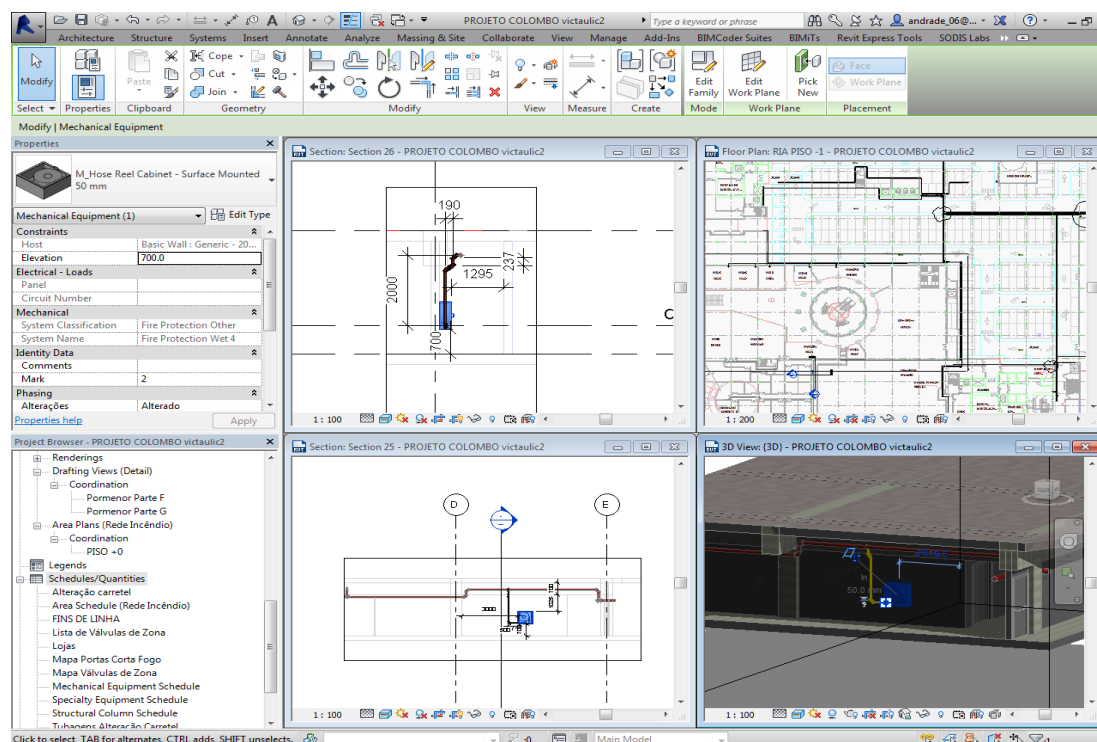 PROJETO COLOMBO victaulic2
Type a keyword or phrase
andrade_06@...
Architecture Structure Systems Insert Annotate Analyze Massing & Site Collaborate View Manage Add-Ins BIMCoder Suites BIMiTs Revit Express Tools SODIS Labs
Modify
Paste
Cope
Cut
Join
Edit Family
Edit Work Plane
Pick New
Face
Work Plane
Select Properties Clipboard Geometry Modify View Measure Create Mode Work Plane Placement
Modify | Mechanical Equipment
Properties
M_Hose Reel Cabinet - Surface Mounted
50 mm
Mechanical Equipment (1) Edit Type
Constraints
Host Basic Wall : Generic - 20...
Elevation 700.0
Electrical - Loads
Panel
Circuit Number
Mechanical
System Classification Fire Protection Other
System Name Fire Protection Wet 4
Identity Data
Comments
Mark 2
Phasing
Alterações Alterado
Properties help Apply
Project Browser - PROJETO COLOMBO victaulic2
Renderings
Drafting Views (Detail)
Coordination
Pormenor Parte F
Pormenor Parte G
Area Plans (Rede Incêndio)
Coordination
PISO +0
Legends
Schedules/Quantities
Alteração carretel
Area Schedule (Rede Incêndio)
FINS DE LINHA
Lista de Válvulas de Zona
Lojas
Mapa Portas Corta Fogo
Mapa Válvulas de Zona
Mechanical Equipment Schedule
Specialty Equipment Schedule
Structural Column Schedule
Tubagens Alteração Carretel
Section: Section 26 - PROJETO COLOMBO victaulic2
190
237
1295
2000
700
C
1 : 100
Floor Plan: RIA PISO -1 - PROJETO COLOMBO victaulic2
1 : 200
Section: Section 25 - PROJETO COLOMBO victaulic2
D
E
3000
1 : 100
3D View: {3D} - PROJETO COLOMBO victaulic2
In
50.0 mm
1 : 100
Click to select, TAB for alternates, CTRL adds, SHIFT unselects.
:0
Main Model
:1